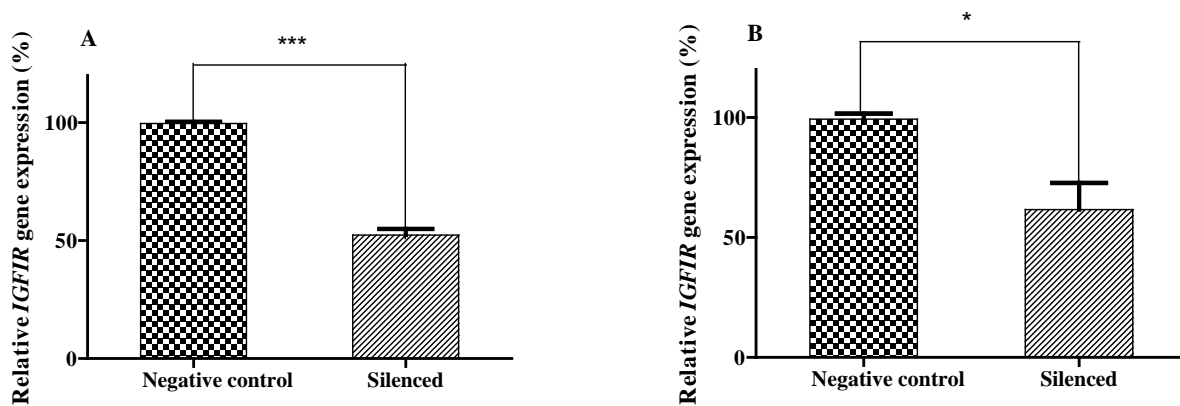 A
***
Relative IGFIR gene expression (%)
100
50
0
Negative control
Silenced
B
*
Relative IGFIR gene expression (%)
100
50
0
Negative control
Silenced